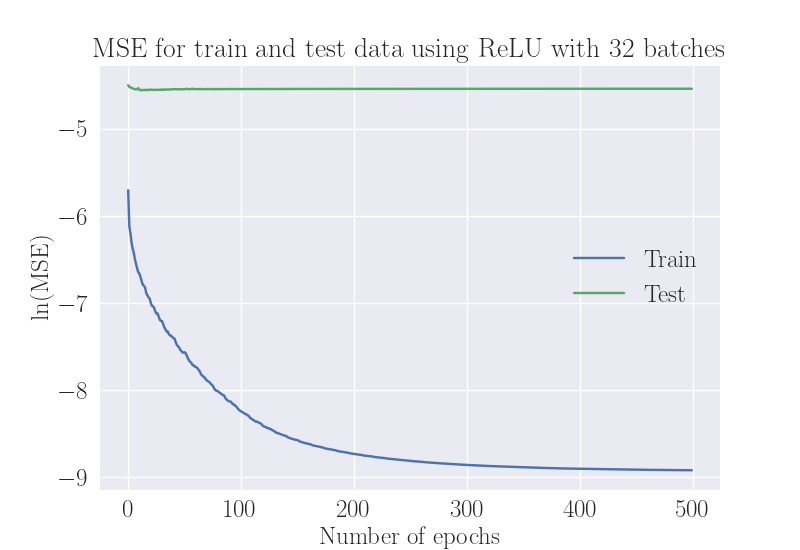 MSE for train and test data using ReLU with 32 batches
−5
−6
−7
−8
−9
ln(MSE)
Train
Test
0 100 200 300 400 500
Number of epochs